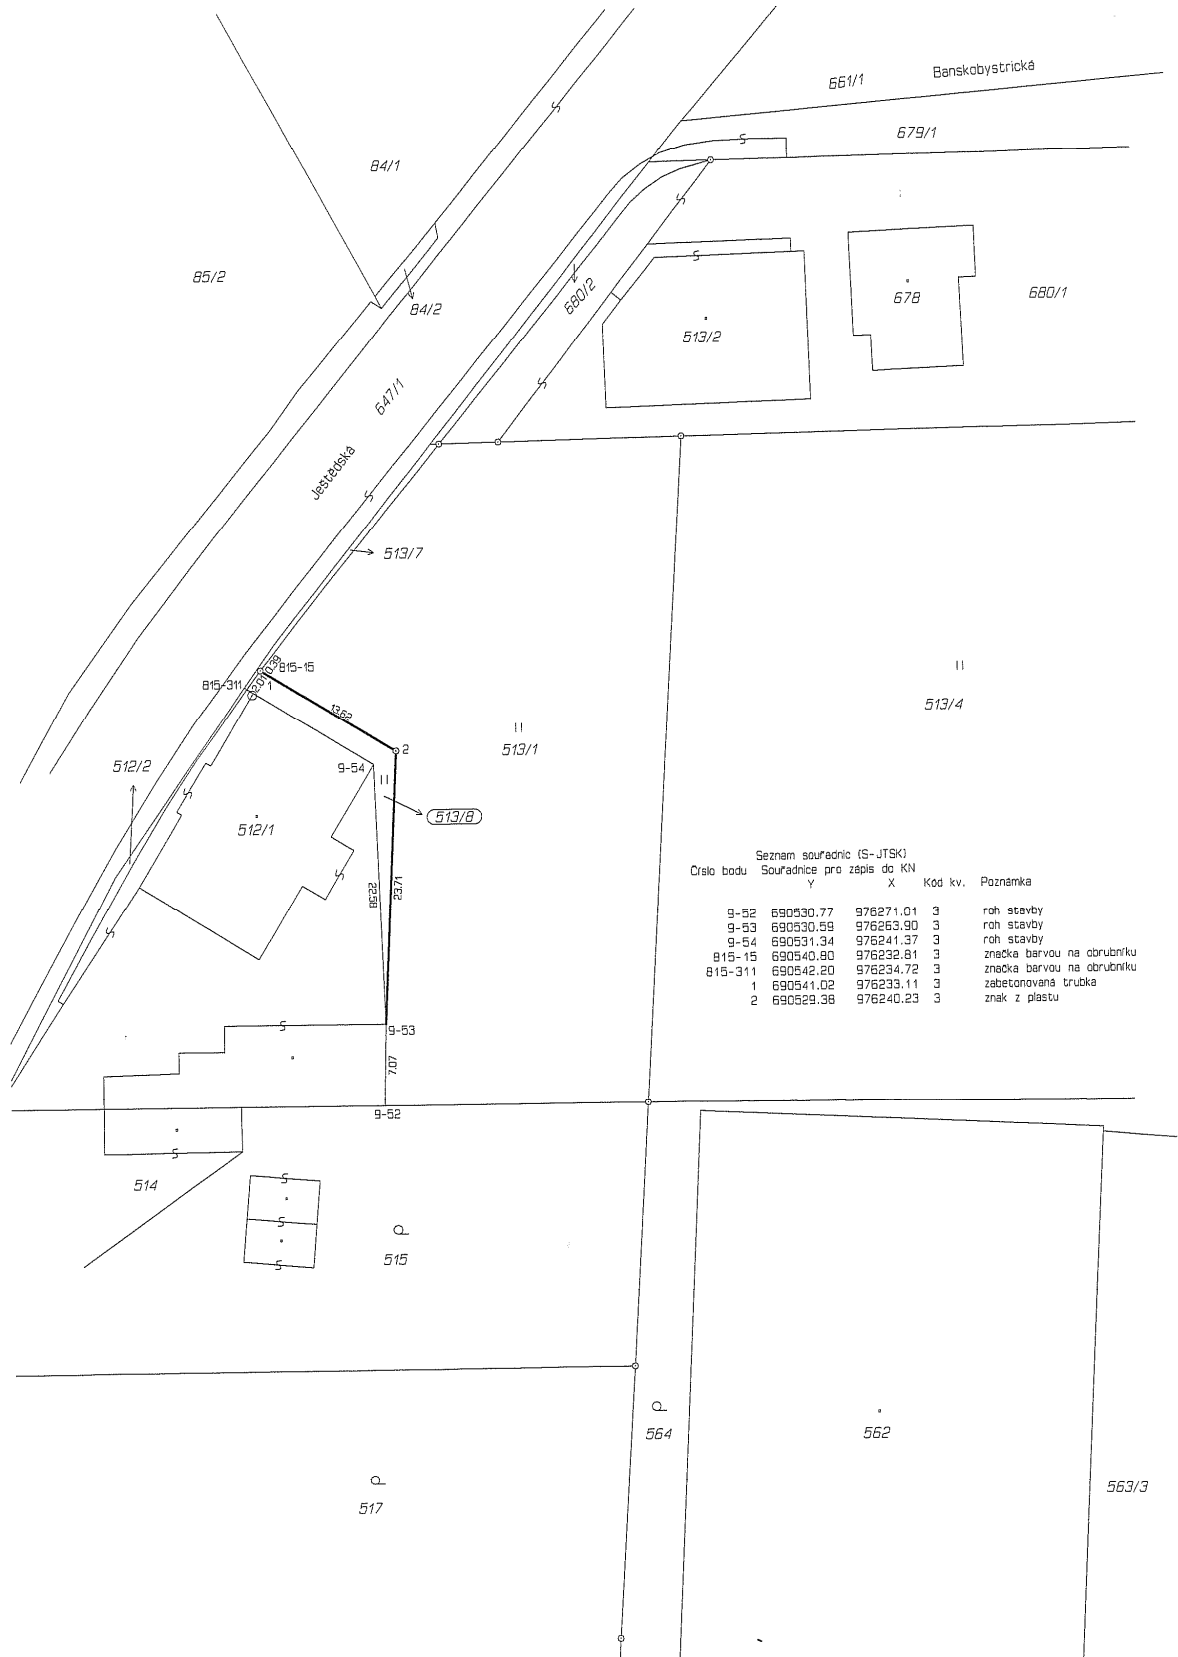 661/1 Banskobystrická
679/1
84/1
85/2
84/2
680/2
678
680/1
513/2
647/1
Ještědská
513/7
815-15
0.39
815-311
2.01
1
13.62
2
513/1
513/4
512/2
9-54
513/8
512/1
22.58
23.71
Seznam souřadnic (S-JTSK)
Číslo bodu Souřadnice pro zápis do KN
Y X Kód kv. Poznámka
9-52 690530.77 976271.01 3 roh stavby
9-53 690530.59 976263.90 3 roh stavby
9-54 690531.34 976241.37 3 roh stavby
815-15 690540.80 976232.81 3 značka barvou na obrubníku
815-311 690542.20 976234.72 3 značka barvou na obrubníku
1 690541.02 976233.11 3 zabetonovaná trubka
2 690529.36 976240.23 3 znak z plastu
9-53
7.07
9-52
514
515
564
562
563/3
517